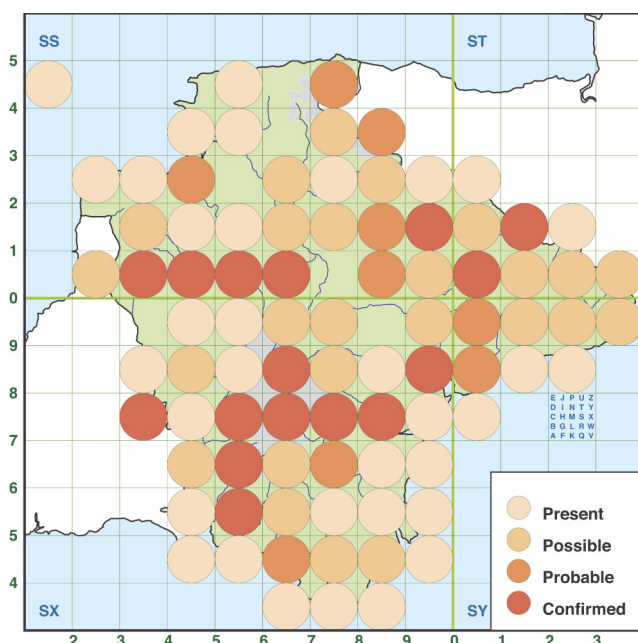 SS ST
5
4
3
2
1
0
9
8
E J P U Z
D I N T Y
C H M S X
B G L R W
A F K Q V
7
6
5
4
Present
Possible
Probable
Confirmed
SX SY
2 3 4 5 6 7 8 9 0 1 2 3